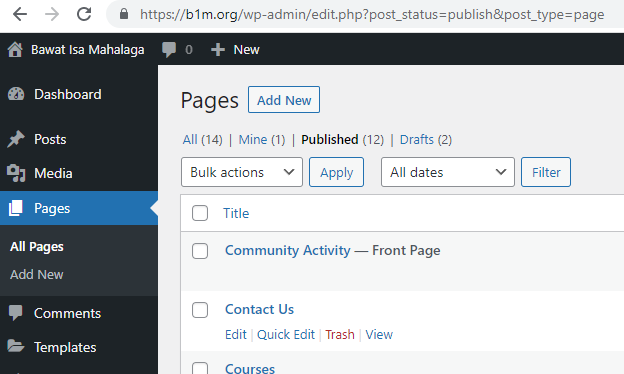 https://b1m.org/wp-admin/edit.php?post_status=publish&post_type=page
Bawat Isa Mahalaga 0 New
Dashboard
Posts
Media
Pages
All Pages
Add New
Comments
Templates
Pages Add New
All (14) | Mine (1) | Published (12) | Drafts (2)
Bulk actions Apply All dates Filter
Title
Community Activity — Front Page
Contact Us
Edit | Quick Edit | Trash | View
Courses